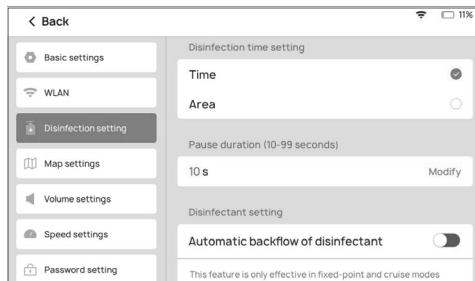 Back
11%
Basic settings
WLAN
Disinfection setting
Map settings
Volume settings
Speed settings
Password setting
Disinfection time setting
Time
Area
Pause duration (10-99 seconds)
10 s Modify
Disinfectant setting
Automatic backflow of disinfectant
This feature is only effective in fixed-point and cruise modes